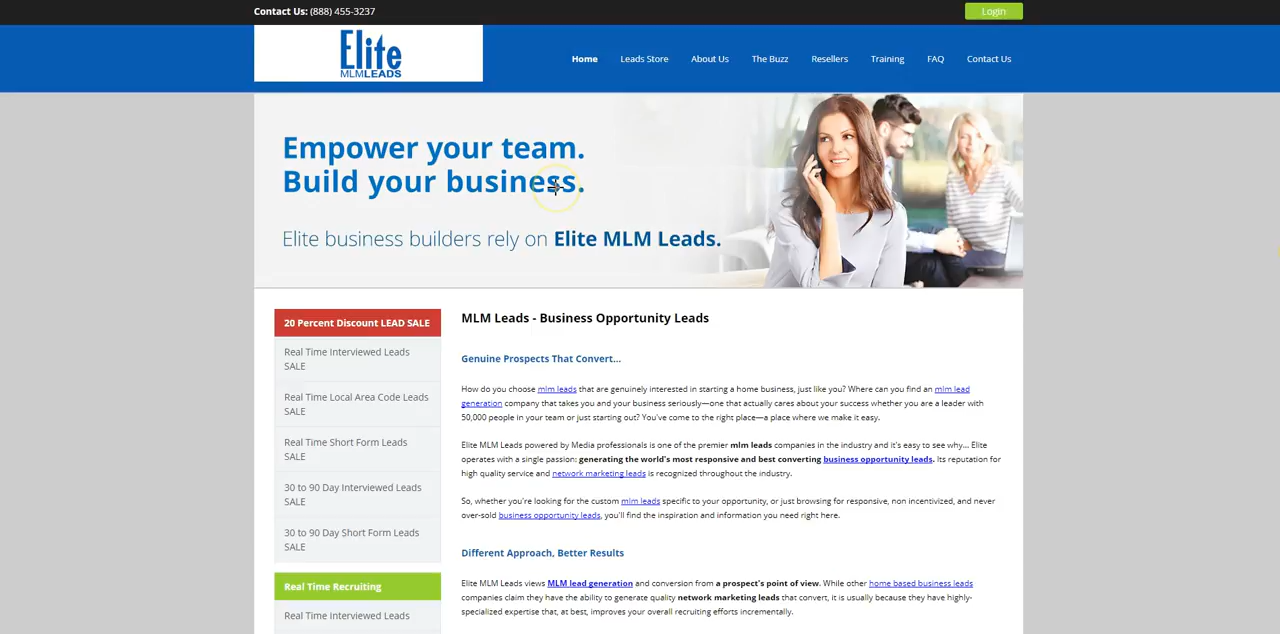 Contact Us: (888) 455-3237
Login
Elite
MLMLEADS
Home
Leads Store
About Us
The Buzz
Resellers
Training
FAQ
Contact Us
Empower your team.
Build your business.
Elite business builders rely on Elite MLM Leads.
20 Percent Discount LEAD SALE
Real Time Interviewed Leads
SALE
Real Time Local Area Code Leads
SALE
Real Time Short Form Leads
SALE
30 to 90 Day Interviewed Leads
SALE
30 to 90 Day Short Form Leads
SALE
Real Time Recruiting
Real Time Interviewed Leads
MLM Leads - Business Opportunity Leads
Genuine Prospects That Convert...
How do you choose mlm leads that are genuinely interested in starting a home business, just like you? Where can you find an mlm lead
generation company that takes you and your business seriously—one that actually cares about your success whether you are a leader with
50,000 people in your team or just starting out? You've come to the right place—a place where we make it easy.
Elite MLM Leads powered by Media professionals is one of the premier mlm leads companies in the industry and it's easy to see why... Elite
operates with a single passion: generating the world's most responsive and best converting business opportunity leads. Its reputation for
high quality service and network marketing leads is recognized throughout the industry.
So, whether you're looking for the custom mlm leads specific to your opportunity, or just browsing for responsive, non incentivized, and never
over-sold business opportunity leads, you'll find the inspiration and information you need right here.
Different Approach, Better Results
Elite MLM Leads views MLM lead generation and conversion from a prospect's point of view. While other home based business leads
companies claim they have the ability to generate quality network marketing leads that convert, it is usually because they have highly-
specialized expertise that, at best, improves your overall recruiting efforts incrementally.